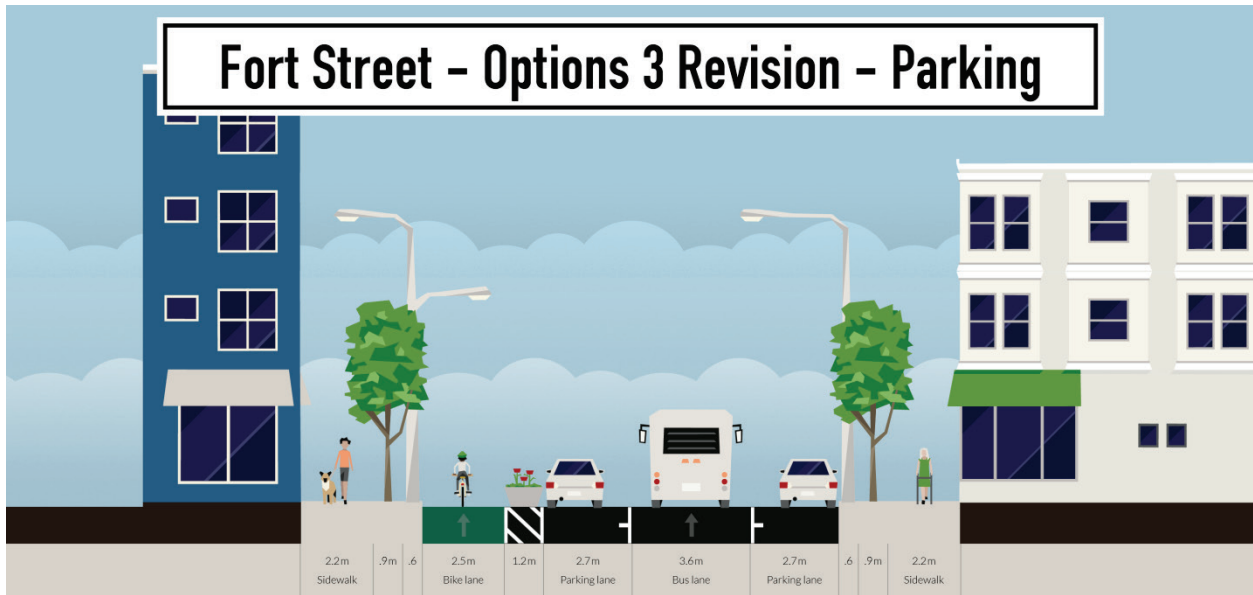 Fort Street – Options 3 Revision – Parking
2.2m .9m .6 2.5m 1.2m 2.7m 3.6m 2.7m .6 .9m 2.2m
Sidewalk Bike lane Parking lane Bus lane Parking lane Sidewalk